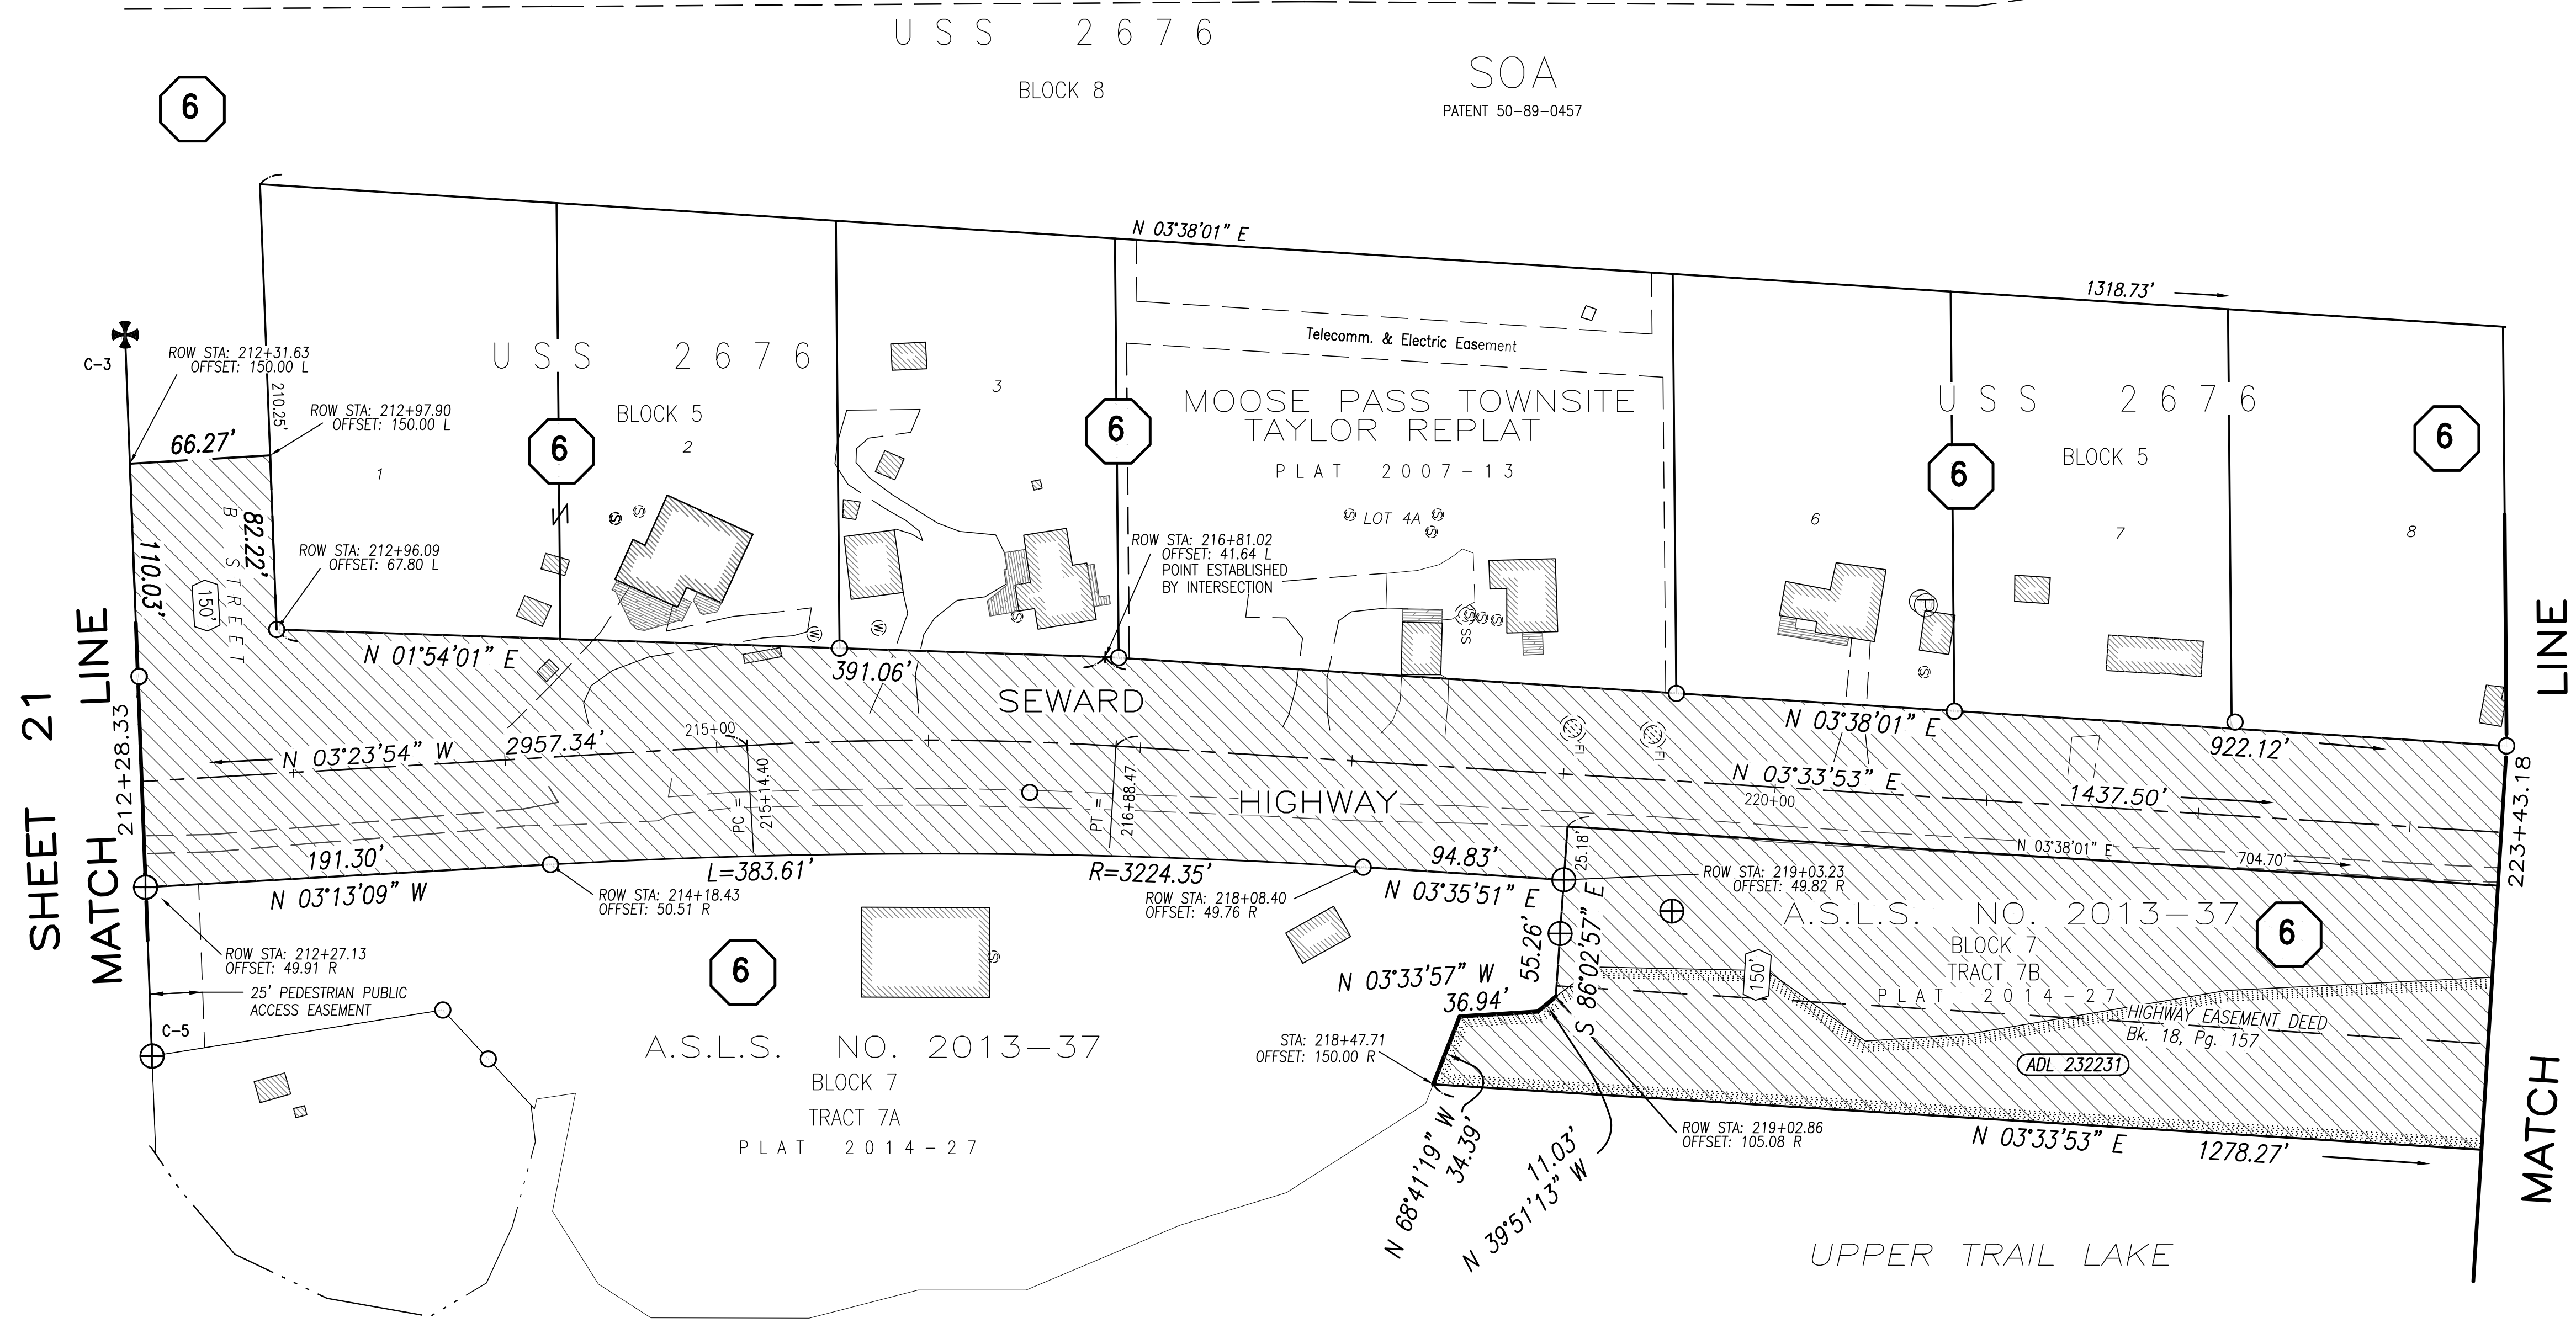 USS 2676
BLOCK 8
SOA
PATENT 50-89-0457
6
N 03°38'01" E
1318.73'
C-3
ROW STA: 212+31.63
OFFSET: 150.00 L
210.25'
ROW STA: 212+97.90
OFFSET: 150.00 L
66.27'
82.22'
110.03'
B STREET
150'
ROW STA: 212+96.09
OFFSET: 67.80 L
1
USS 2676
BLOCK 5
2
6
S
S
3
6
Telecomm. & Electric Easement
MOOSE PASS TOWNSITE
TAYLOR REPLAT
PLAT 2007-13
S
LOT 4A
S
S
ROW STA: 216+81.02
OFFSET: 41.64 L
POINT ESTABLISHED
BY INTERSECTION
W
W
S
S
S
S
SS
USS 2676
BLOCK 5
6
6
7
8
6
T
S
N 01°54'01" E
391.06'
SEWARD
HIGHWAY
N 03°23'54" W
2957.34'
215+00
PC =
215+14.40
PT =
216+88.47
FI
FI
N 03°38'01" E
922.12'
N 03°33'53" E
1437.50'
220+00
N 03°38'01" E
704.70'
SHEET 21
MATCH LINE
212+28.33
MATCH LINE
223+43.18
191.30'
N 03°13'09" W
L=383.61'
R=3224.35'
94.83'
N 03°35'51" E
25.18'
ROW STA: 214+18.43
OFFSET: 50.51 R
ROW STA: 218+08.40
OFFSET: 49.76 R
ROW STA: 219+03.23
OFFSET: 49.82 R
ROW STA: 212+27.13
OFFSET: 49.91 R
25' PEDESTRIAN PUBLIC
ACCESS EASEMENT
C-5
6
S
A.S.L.S. NO. 2013-37
BLOCK 7
TRACT 7A
PLAT 2014-27
N 03°33'57" W
36.94'
55.26'
S 86°02'57" E
STA: 218+47.71
OFFSET: 150.00 R
N 68°41'19" W
34.39'
11.03'
N 39°51'13" W
ROW STA: 219+02.86
OFFSET: 105.08 R
A.S.L.S. NO. 2013-37
BLOCK 7
TRACT 7B
PLAT 2014-27
6
150'
HIGHWAY EASEMENT DEED
Bk. 18, Pg. 157
ADL 232231
N 03°33'53" E
1278.27'
UPPER TRAIL LAKE